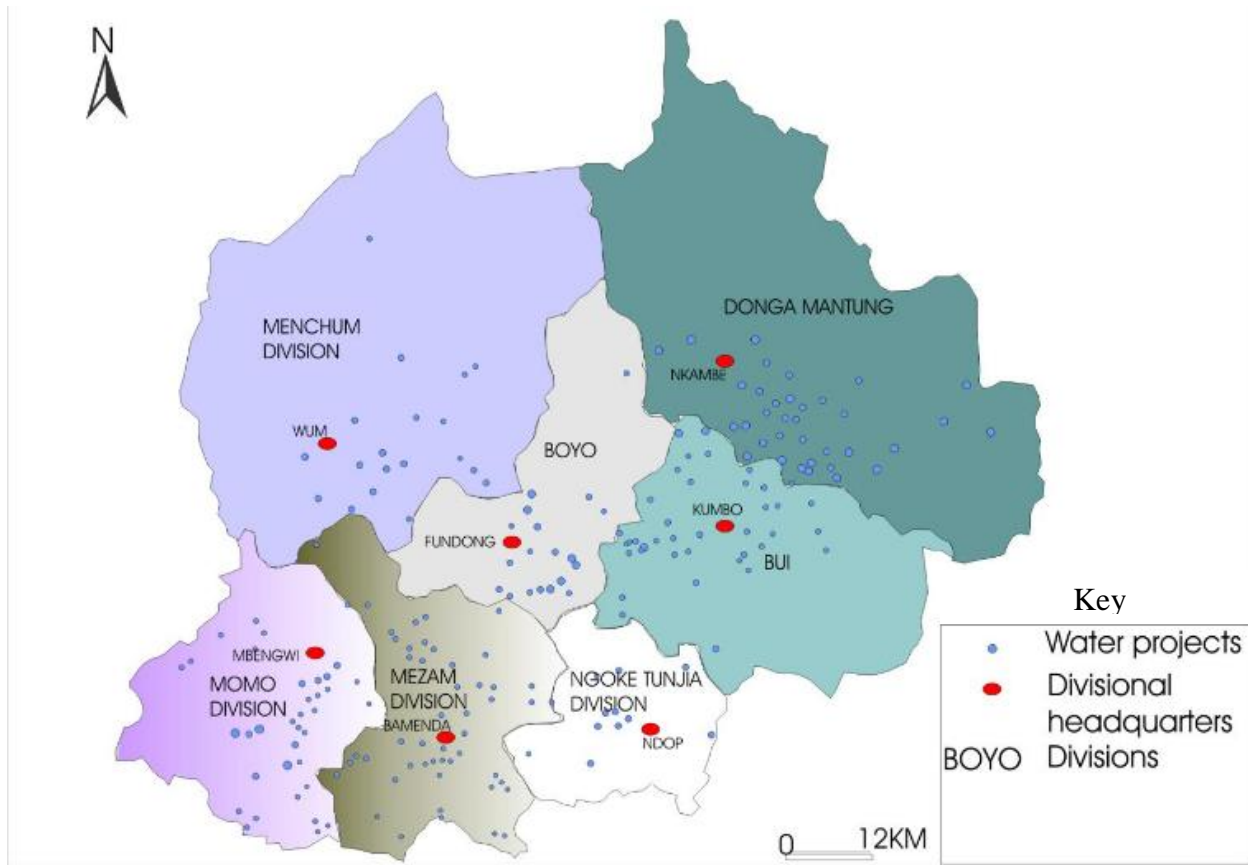 N
DONGA MANTUNG
MENCHUM
DIVISION
NKAMBE
WUM
BOYO
KUMBO
FUNDONG
BUI
MBENGWI
MOMO
DIVISION
MEZAM
DIVISION
BAMENDA
NGOKE TUNJIA
DIVISION
NDOP
Key
Water projects
Divisional
headquarters
BOYO Divisions
0 12KM